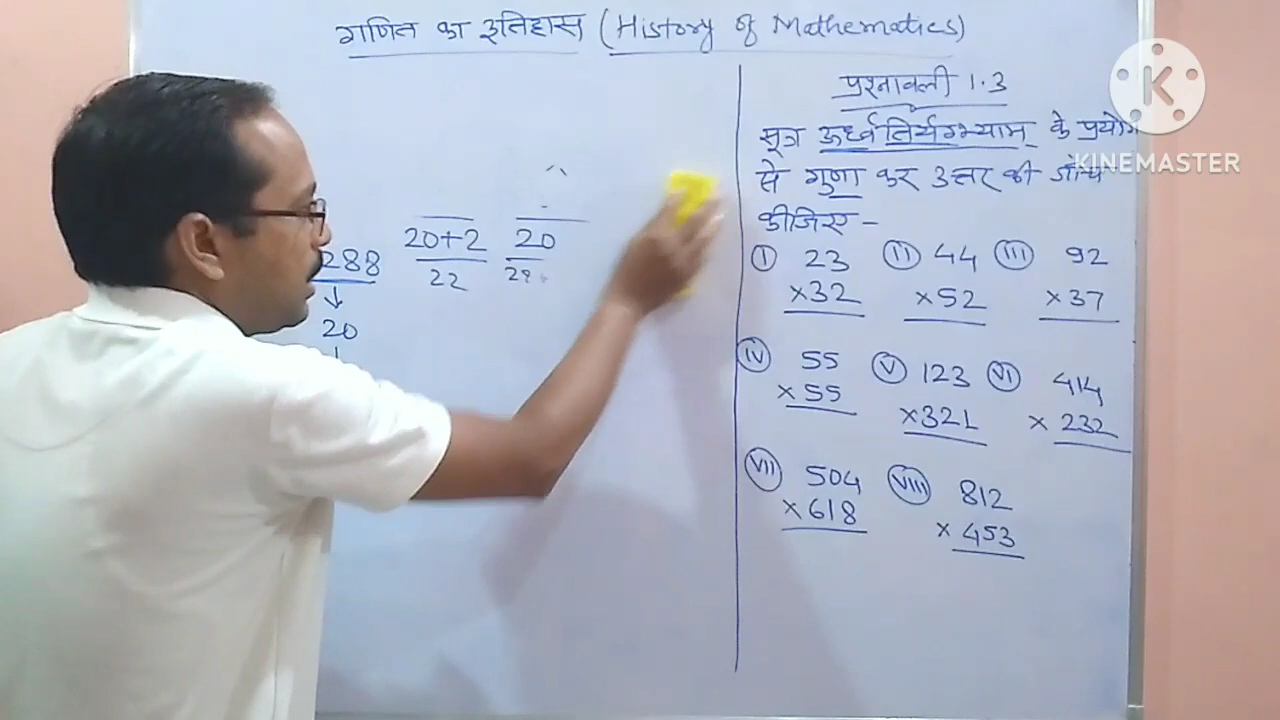 गणित का इतिहास (History of Mathematics)
288
↓
20
20+2
22
20
प्रश्नावली 1.3
सूत्र ऊर्ध्वतिर्यग्भ्याम् के प्रयोग
से गुणा कर उत्तर की जाँच
कीजिए -
(i) 23 (ii) 44 (iii) 92
×32 ×52 ×37
(iv) 55 (v) 123 (vi) 414
×55 ×321 × 232
(vii) 504 (viii) 812
×618 × 453
K
KINEMASTER